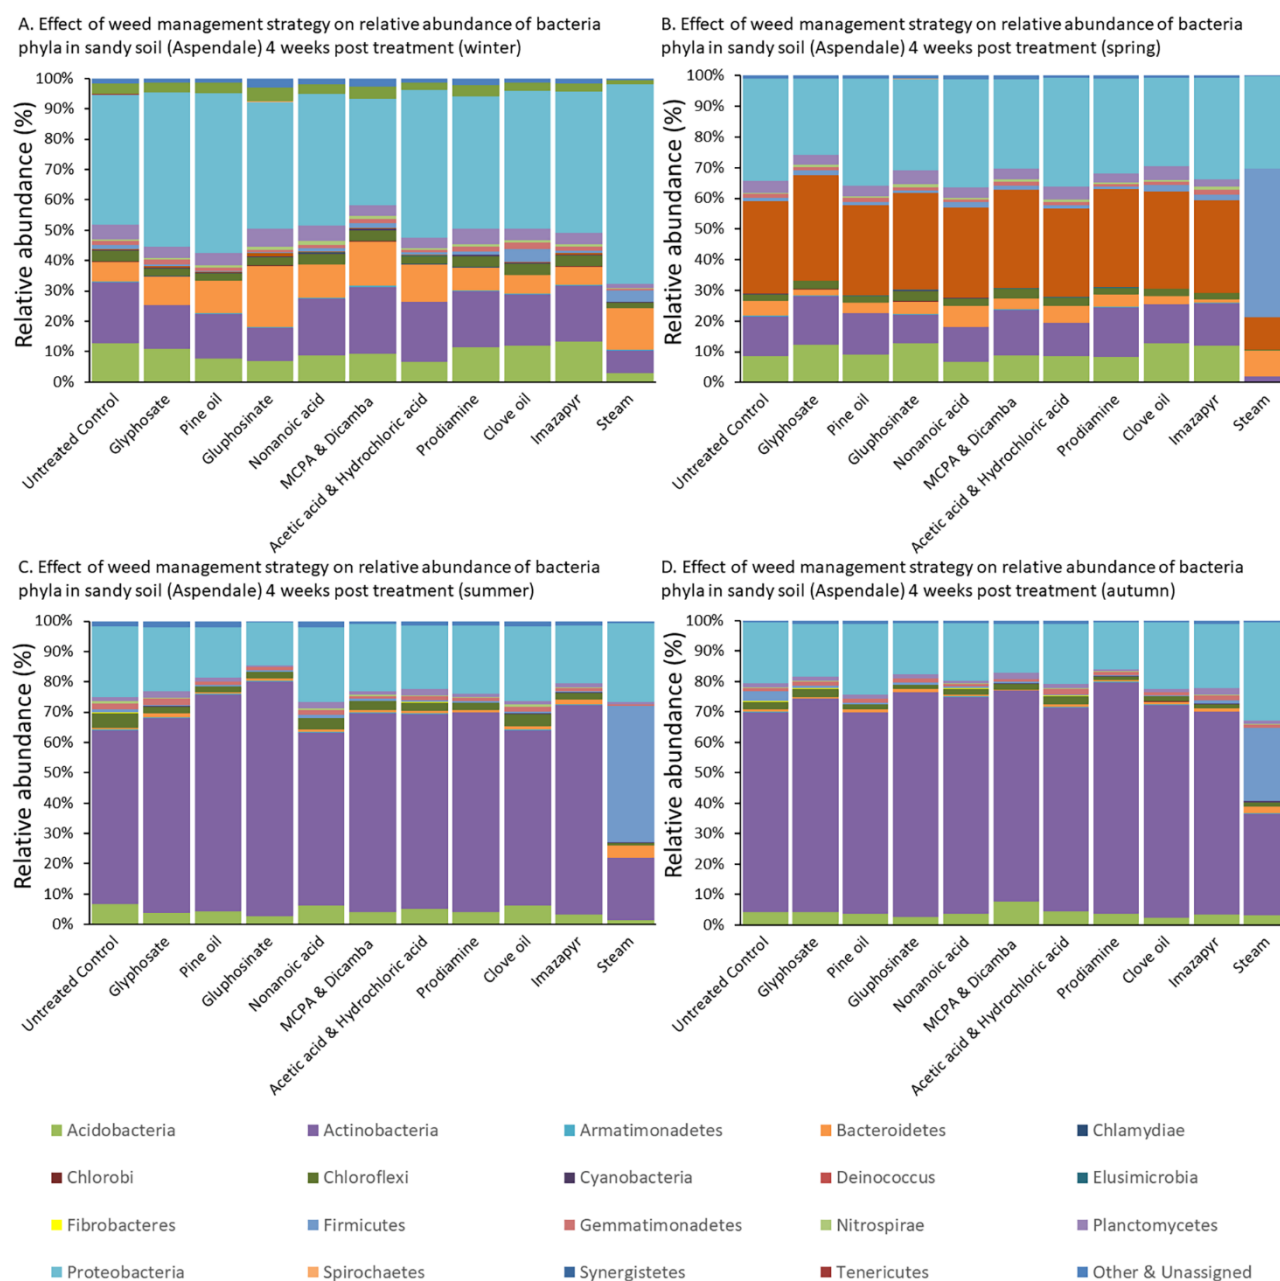 A. Effect of weed management strategy on relative abundance of bacteria
phyla in sandy soil (Aspendale) 4 weeks post treatment (winter)
Relative abundance (%)
100%
90%
80%
70%
60%
50%
40%
30%
20%
10%
0%
Untreated Control
Glyphosate
Pine oil
Gluphosinate
Nonanoic acid
MCPA & Dicamba
Acetic acid & Hydrochloric acid
Prodiamine
Clove oil
Imazapyr
Steam
B. Effect of weed management strategy on relative abundance of bacteria
phyla in sandy soil (Aspendale) 4 weeks post treatment (spring)
Relative abundance (%)
100%
90%
80%
70%
60%
50%
40%
30%
20%
10%
0%
Untreated Control
Glyphosate
Pine oil
Gluphosinate
Nonanoic acid
MCPA & Dicamba
Acetic acid & Hydrochloric acid
Prodiamine
Clove oil
Imazapyr
Steam
C. Effect of weed management strategy on relative abundance of bacteria
phyla in sandy soil (Aspendale) 4 weeks post treatment (summer)
Relative abundance (%)
100%
90%
80%
70%
60%
50%
40%
30%
20%
10%
0%
Untreated Control
Glyphosate
Pine oil
Gluphosinate
Nonanoic acid
MCPA & Dicamba
Acetic acid & Hydrochloric acid
Prodiamine
Clove oil
Imazapyr
Steam
D. Effect of weed management strategy on relative abundance of bacteria
phyla in sandy soil (Aspendale) 4 weeks post treatment (autumn)
Relative abundance (%)
100%
90%
80%
70%
60%
50%
40%
30%
20%
10%
0%
Untreated Control
Glyphosate
Pine oil
Gluphosinate
Nonanoic acid
MCPA & Dicamba
Acetic acid & Hydrochloric acid
Prodiamine
Clove oil
Imazapyr
Steam
Acidobacteria
Actinobacteria
Armatimonadetes
Bacteroidetes
Chlamydiae
Chlorobi
Chloroflexi
Cyanobacteria
Deinococcus
Elusimicrobia
Fibrobacteres
Firmicutes
Gemmatimonadetes
Nitrospirae
Planctomycetes
Proteobacteria
Spirochaetes
Synergistetes
Tenericutes
Other & Unassigned